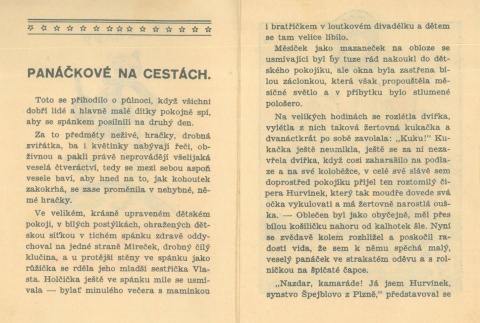 PANÁČKOVÉ NA CESTÁCH.
Toto se přihodilo o půlnoci, když všichni
dobří lidé a hlavně malé dítky pokojně spí,
aby se spánkem posilnili na druhý den.
Za to předměty neživé, hračky, drobná
zviřátka, ba i květinky nabývají řeči, ob-
živnou a pakli právě neprovádějí všelijaká
veselá čtveráctví, tedy se mezi sebou aspoň
vesele baví, aby hned na to, jak kohoutek
zakokrhá, se zase proměnila v nehybné, ně-
mé hračky.
Ve velikém, krásně upraveném dětském
pokoji, v bílých postýlkách, ohražených dět-
skou síťkou v tichém spánku zdravě oddy-
choval na jedné straně Mireček, drobný čilý
klučina, a u protější stěny ve spánku jako
růžička se rděla jeho mladší sestřička Vla-
sta. Holčička ještě ve spánku mile se usmí-
vala — bylať minulého večera s maminkou
i bratříčkem v loutkovém divadélku a dětem
se tam velice líbilo.
Měsíček jako mazaneček na obloze se
usmívající byl by tuze rád nakoukl do dět-
ského pokojíku, ale okna byla zastřena bí-
lou záclonkou, která však propouštěla mě-
síčné světlo a v příbytku bylo stlumené
pološero.
Na velikých hodinách se rozlétla dvířka,
vylétla z nich taková žertovná kukačka a
dvanáctkrát po sobě zavolala: „Kuku!“ Ku-
kačka ještě neumlkla, ještě se za ní neza-
vřela dvířka, když cosi zaharašilo na podla-
ze a na své koloběžce, v celé své slávě sem
doprostřed pokojíku přijel ten roztomilý či-
pera Hurvínek, který tak moudře dovede svá
očka vykulovati a má žertovně narostlá ouš-
ka. — Oblečen byl jako obyčejně, měl přes
bílou košiličku nahoru od kalhotek šle. Nyní
se zvědavě kolem rozhlížel a poskočil ra-
dostí vida, že sem k němu spěchá malý,
veselý panáček ve strakatém oděvu a s rol-
ničkou na špičaté čapce.
„Nazdar, kamaráde! Já jsem Hurvínek,
synstvo Špejblovo z Plzně,“ představoval se